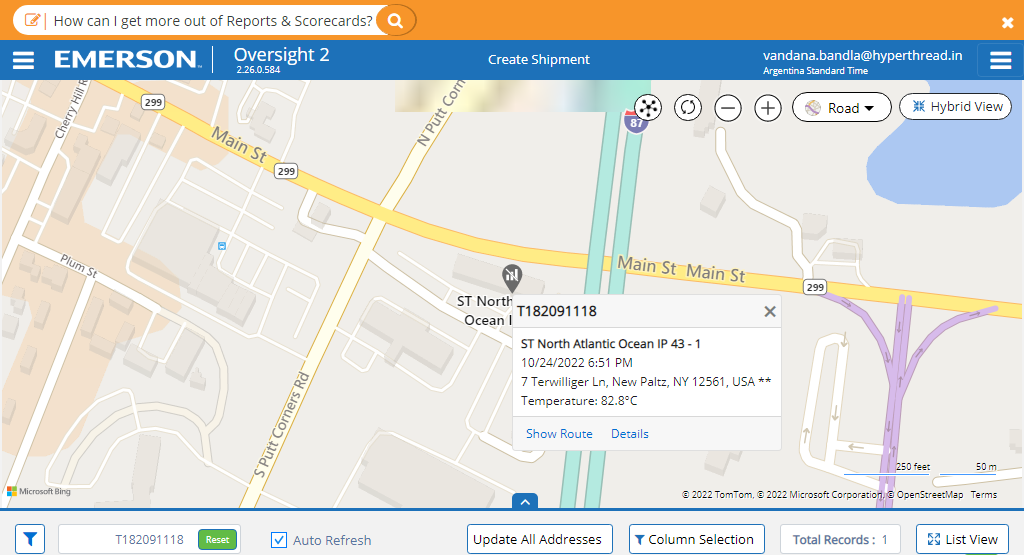 How can I get more out of Reports & Scorecards?
EMERSON
Oversight 2
2.26.0.584
Create Shipment
vandana.bandla@hyperthread.in
Argentina Standard Time
Cherry Hill R
299
Main St
299
N Putt Corn
87
Road
Hybrid View
Plum St
Main St Main St
299
ST North
Ocean I
T182091118
ST North Atlantic Ocean IP 43 - 1
10/24/2022 6:51 PM
7 Terwilliger Ln, New Paltz, NY 12561, USA **
Temperature: 82.8°C
Show Route Details
S Putt Corners Rd
250 feet 50 m
Microsoft Bing
© 2022 TomTom, © 2022 Microsoft Corporation, © OpenStreetMap Terms
T182091118 Reset
Auto Refresh
Update All Addresses
Column Selection
Total Records : 1
List View